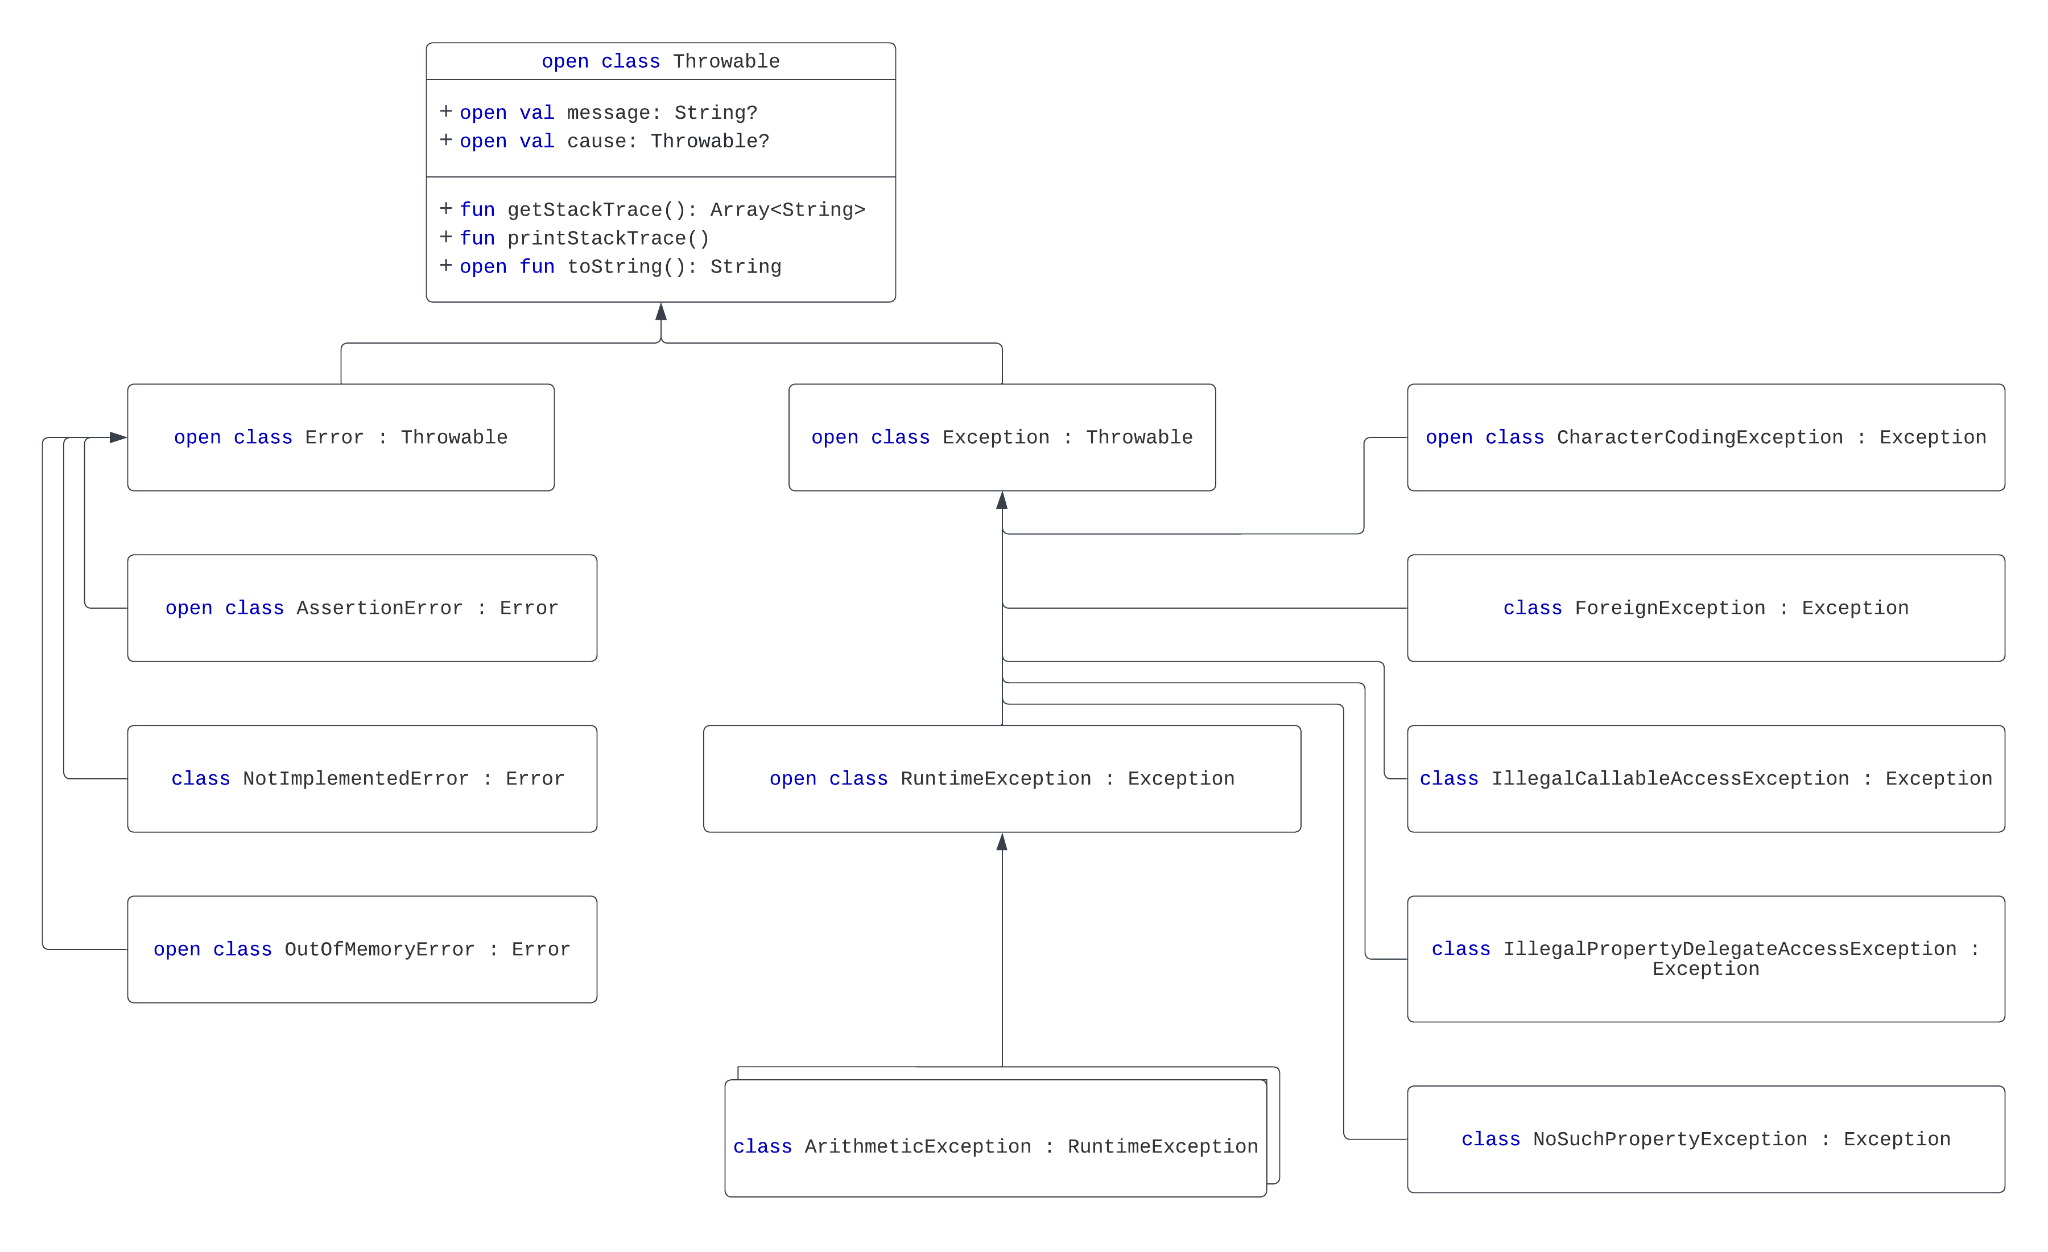 open class Throwable
+ open val message: String?
+ open val cause: Throwable?
+ fun getStackTrace(): Array<String>
+ fun printStackTrace()
+ open fun toString(): String
open class Error : Throwable
open class Exception : Throwable
open class CharacterCodingException : Exception
open class AssertionError : Error
class ForeignException : Exception
class NotImplementedError : Error
open class RuntimeException : Exception
class IllegalCallableAccessException : Exception
open class OutOfMemoryError : Error
class IllegalPropertyDelegateAccessException :
Exception
class ArithmeticException : RuntimeException
class NoSuchPropertyException : Exception